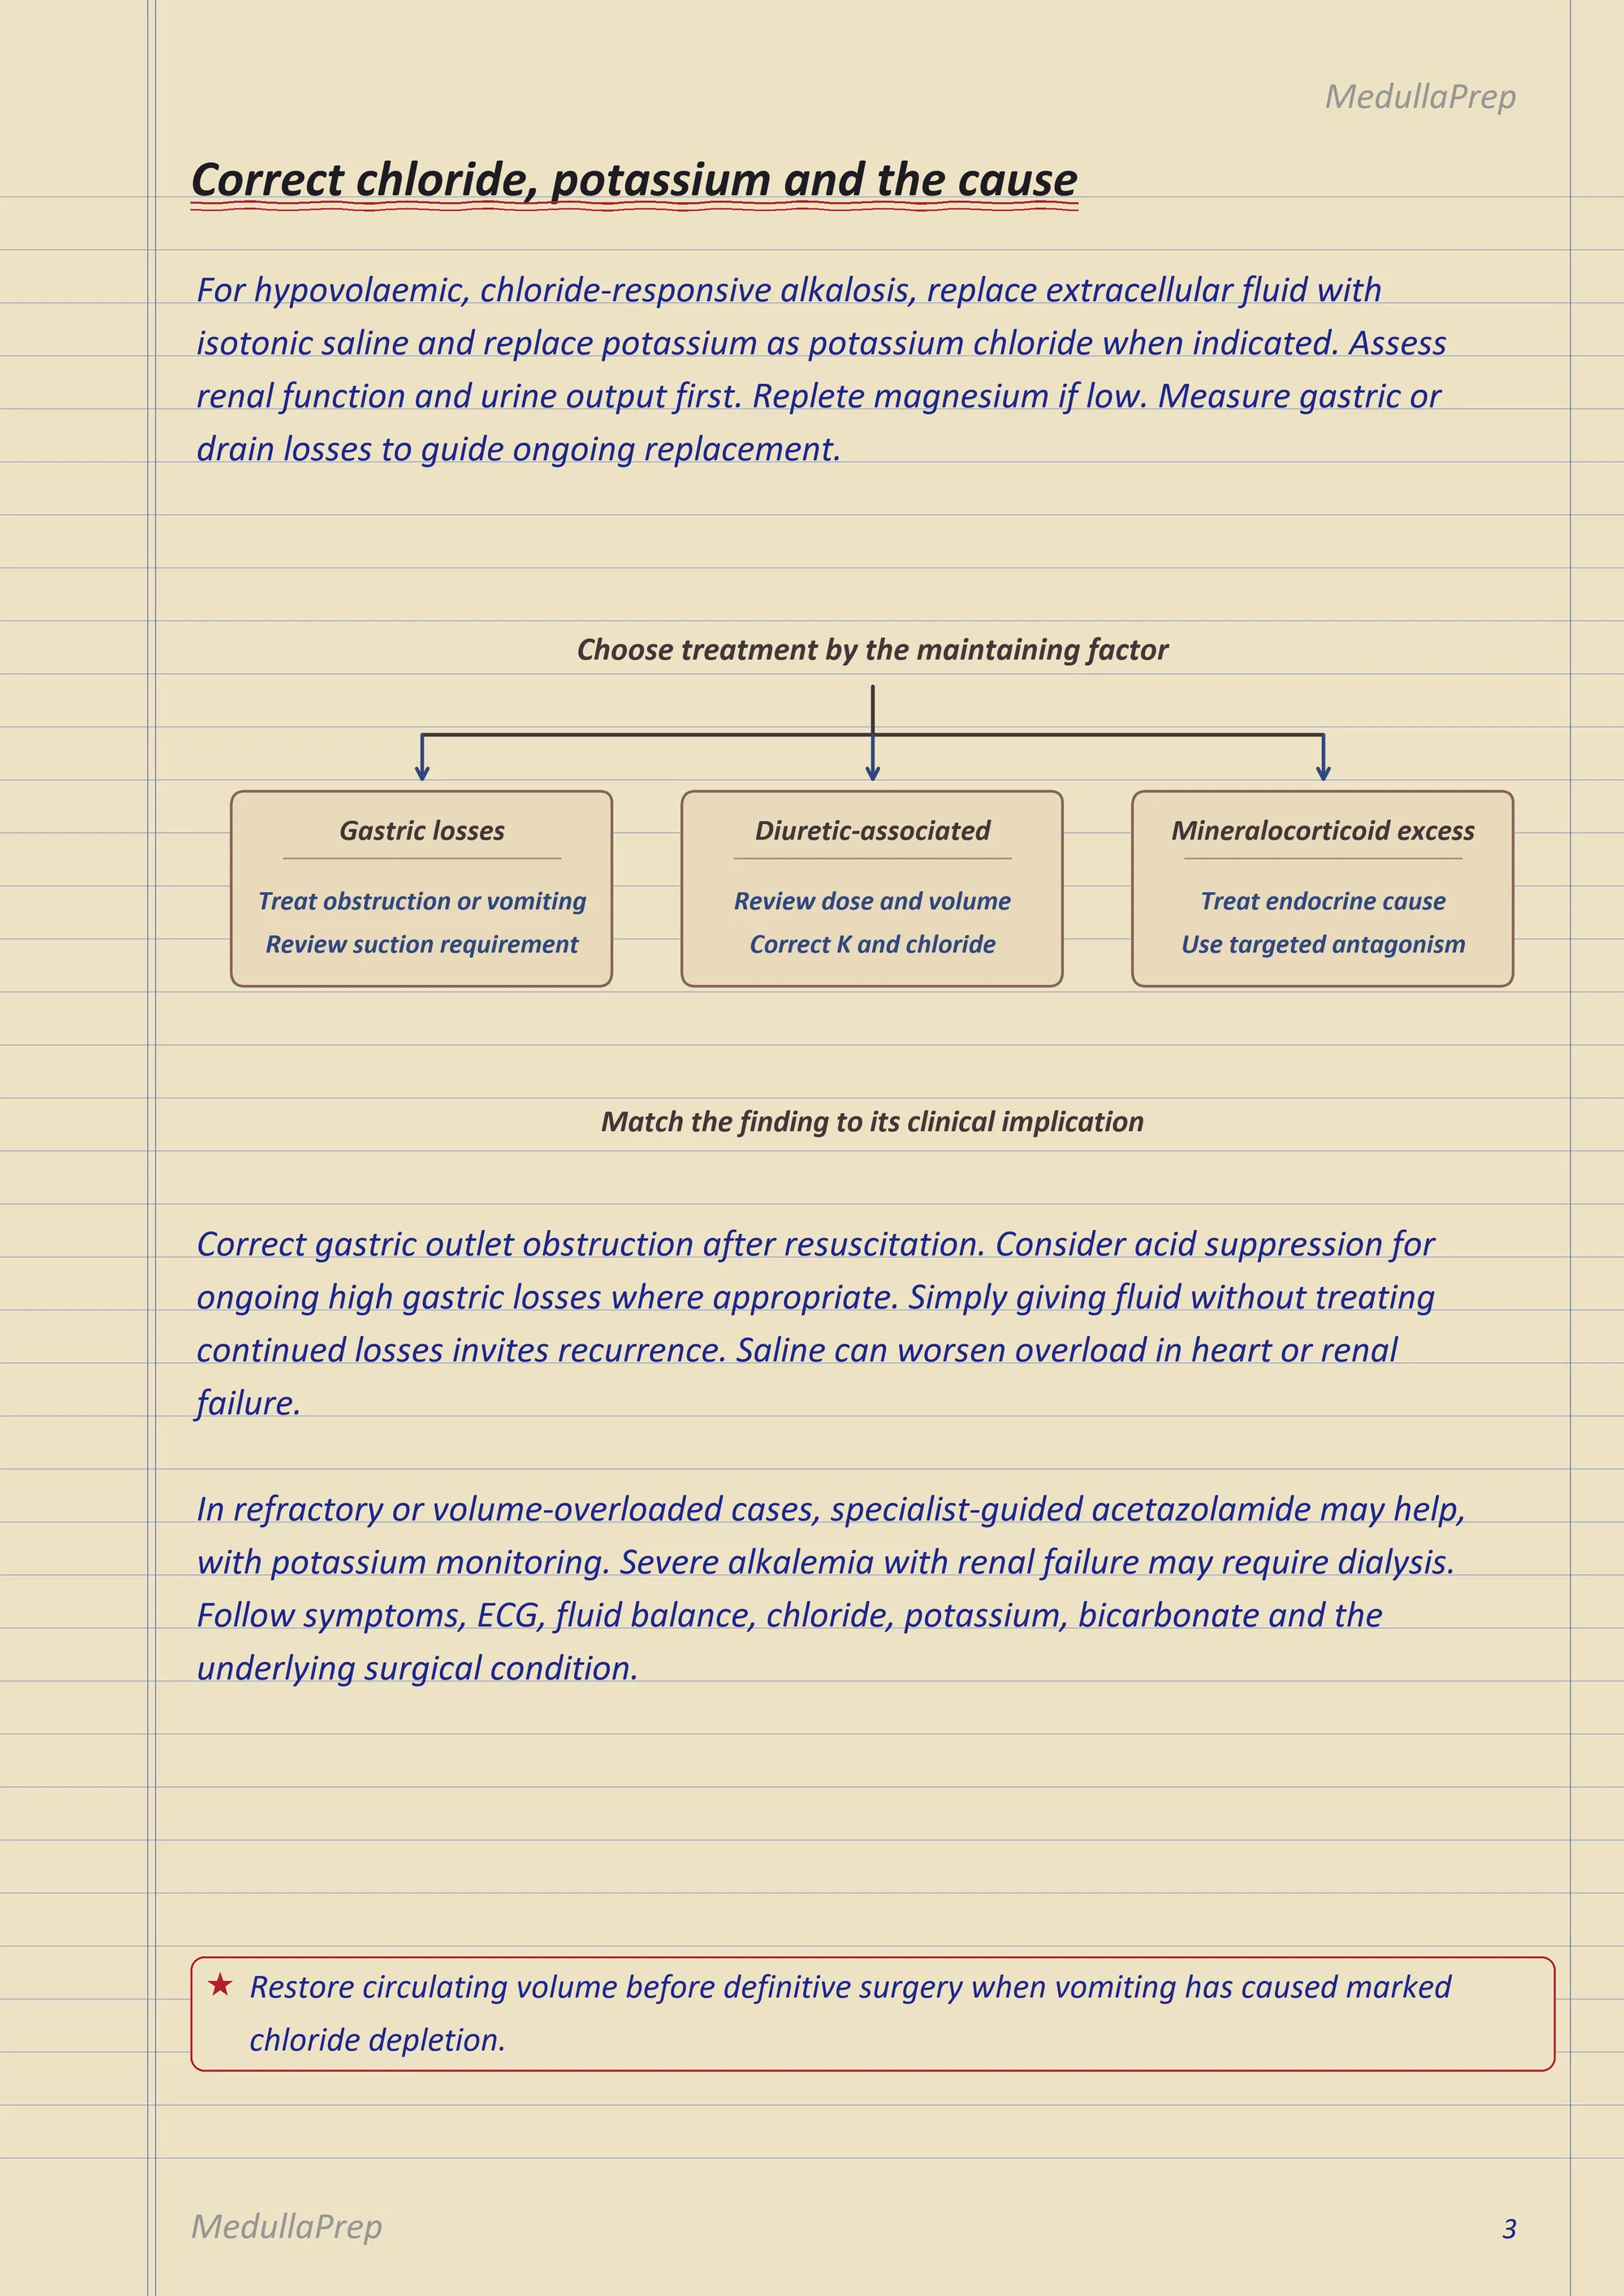 MedullaPrep
Correct chloride, potassium and the cause
For hypovolaemic, chloride-responsive alkalosis, replace extracellular fluid with
isotonic saline and replace potassium as potassium chloride when indicated. Assess
renal function and urine output first. Replete magnesium if low. Measure gastric or
drain losses to guide ongoing replacement.
Choose treatment by the maintaining factor
Gastric losses
Treat obstruction or vomiting
Review suction requirement
Diuretic-associated
Review dose and volume
Correct K and chloride
Mineralocorticoid excess
Treat endocrine cause
Use targeted antagonism
Match the finding to its clinical implication
Correct gastric outlet obstruction after resuscitation. Consider acid suppression for
ongoing high gastric losses where appropriate. Simply giving fluid without treating
continued losses invites recurrence. Saline can worsen overload in heart or renal
failure.
In refractory or volume-overloaded cases, specialist-guided acetazolamide may help,
with potassium monitoring. Severe alkalemia with renal failure may require dialysis.
Follow symptoms, ECG, fluid balance, chloride, potassium, bicarbonate and the
underlying surgical condition.
★ Restore circulating volume before definitive surgery when vomiting has caused marked
chloride depletion.
MedullaPrep
3